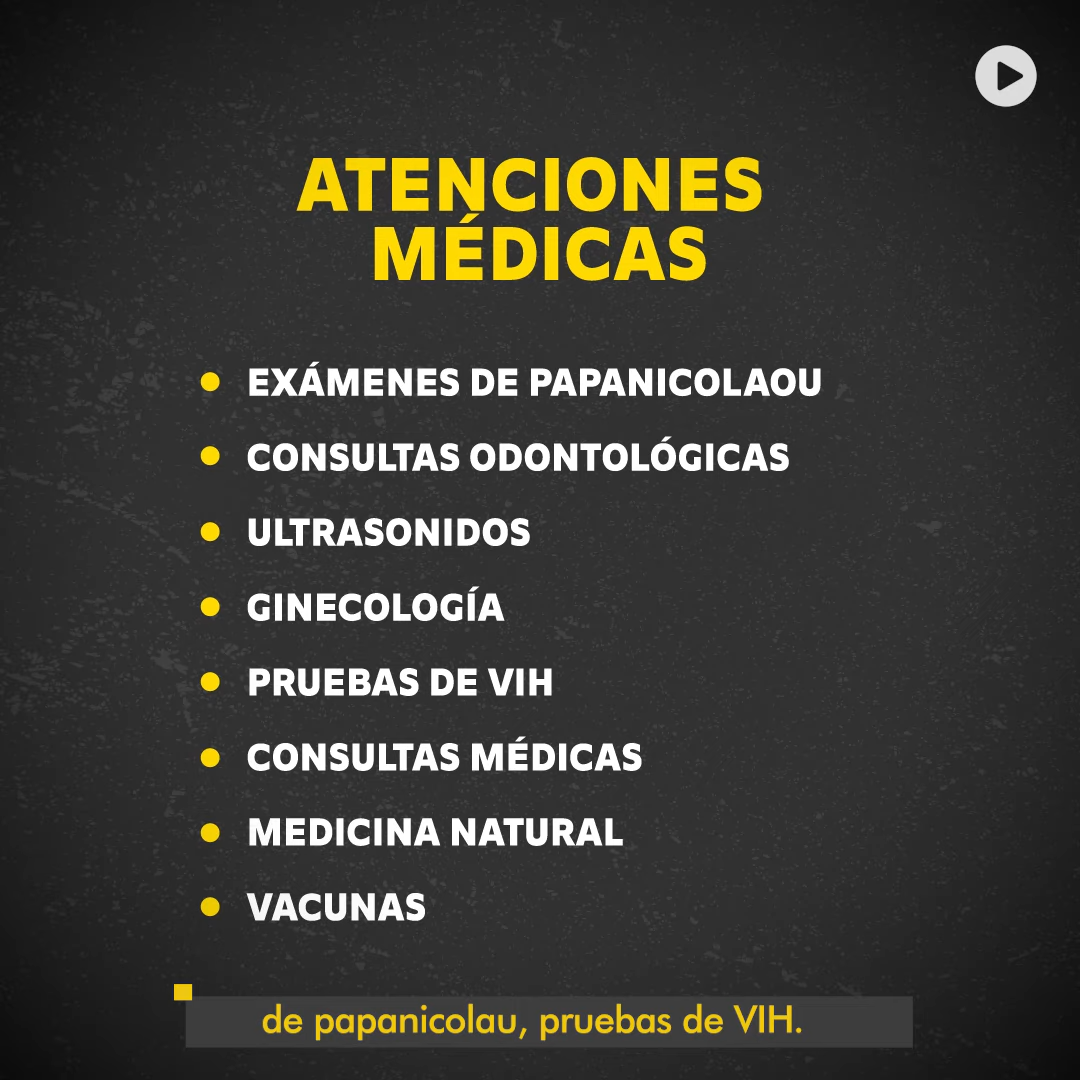 ATENCIONES
MÉDICAS
EXÁMENES DE PAPANICOLAOU
CONSULTAS ODONTOLÓGICAS
ULTRASONIDOS
GINECOLOGÍA
PRUEBAS DE VIH
CONSULTAS MÉDICAS
MEDICINA NATURAL
VACUNAS
de papanicolau, pruebas de VIH.